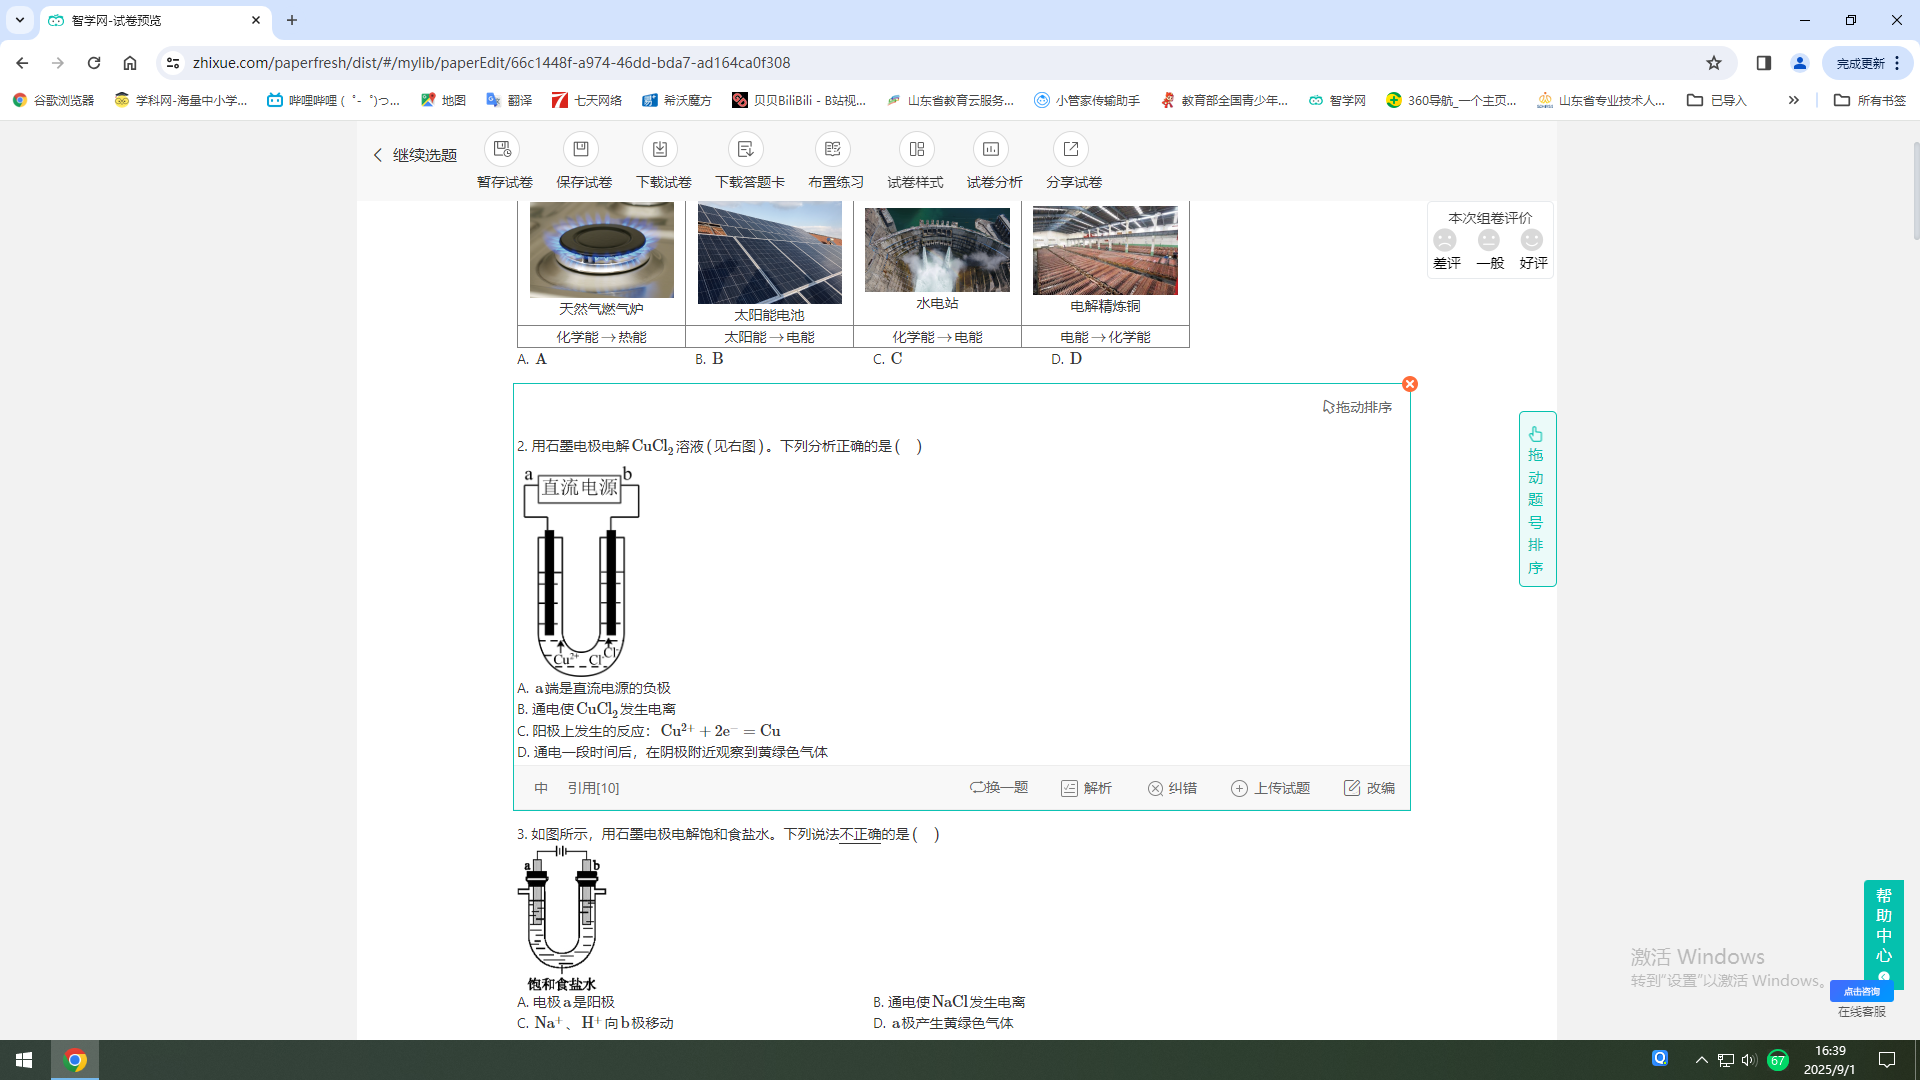 智学网-试卷预览
zhixue.com/paperfresh/dist/#/mylib/paperEdit/66c1448f-a974-46dd-bda7-ad164ca0f308
完成更新
谷歌浏览器 学科网-海量中小学... 哔哩哔哩 (゜-゜)つ... 地图 翻译 七天网络 希沃魔方 贝贝BiliBili - B站视... 山东省教育云服务... 小管家传输助手 教育部全国青少年... 智学网 360导航_一个主页... 山东省专业技术人... 已导入 所有书签
继续选题
暂存试卷 保存试卷 下载试卷 下载答题卡 布置练习 试卷样式 试卷分析 分享试卷
本次组卷评价
差评 一般 好评
天然气燃气炉 太阳能电池 水电站 电解精炼铜
化学能→热能 太阳能→电能 化学能→电能 电能→化学能
A. A B. B C. C D. D
拖动排序
2. 用石墨电极电解CuCl₂溶液(见右图)。下列分析正确的是( )
a 直流电源 b
Cu²⁺ Cl⁻ Cl⁻
A. a端是直流电源的负极
B. 通电使CuCl₂发生电离
C. 阳极上发生的反应：Cu²⁺ + 2e⁻ = Cu
D. 通电一段时间后，在阴极附近观察到黄绿色气体
中 引用[10] 换一题 解析 纠错 上传试题 改编
拖动题号排序
3. 如图所示，用石墨电极电解饱和食盐水。下列说法不正确的是( )
a b
饱和食盐水
A. 电极a是阳极 B. 通电使NaCl发生电离
C. Na⁺、H⁺向b极移动 D. a极产生黄绿色气体
帮助中心
点击咨询
在线客服
激活 Windows
转到“设置”以激活 Windows。
67
16:39
2025/9/1